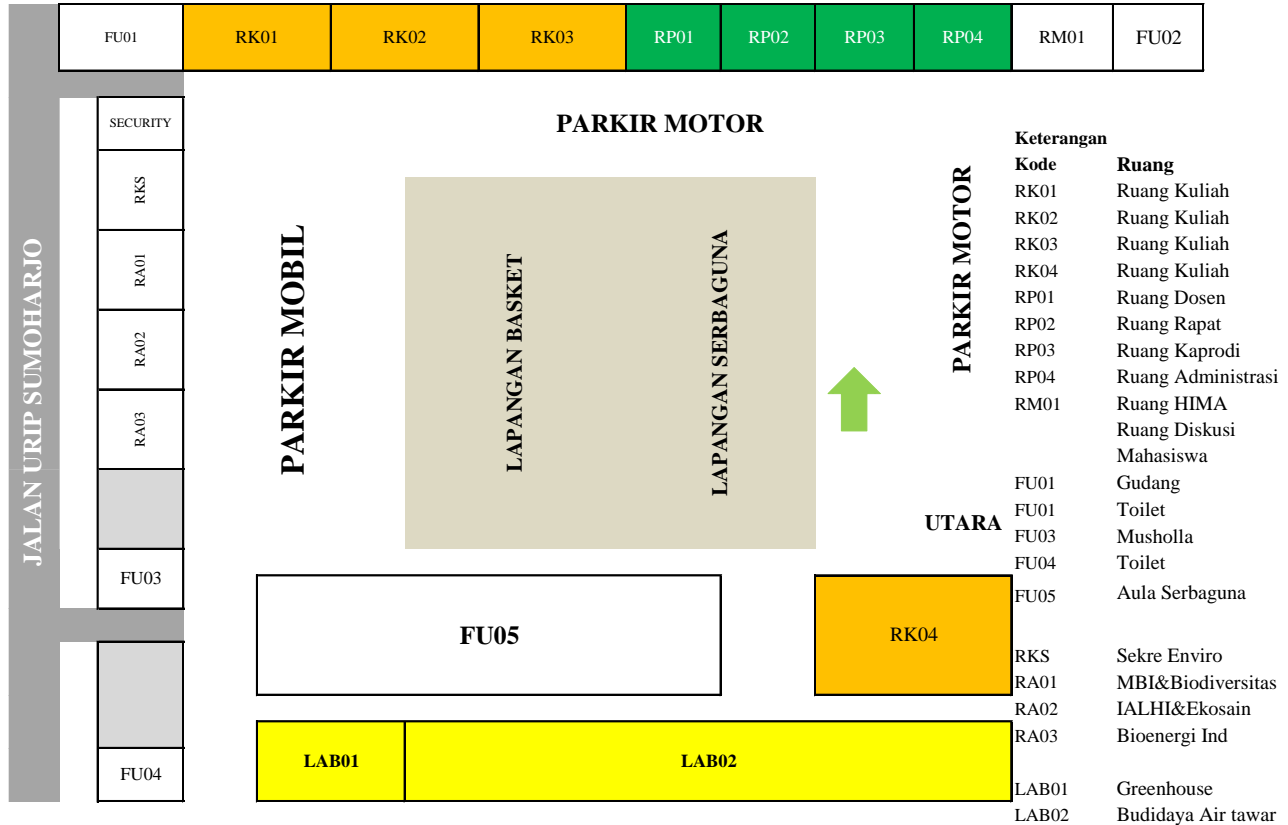 FU01
RK01
RK02
RK03
RP01
RP02
RP03
RP04
RM01
FU02
JALAN URIP SUMOHARJO
SECURITY
RKS
RA01
RA02
RA03
FU03
FU04
PARKIR MOTOR
PARKIR MOBIL
LAPANGAN BASKET
LAPANGAN SERBAGUNA
PARKIR MOTOR
UTARA
FU05
RK04
LAB01
LAB02
Keterangan
Kode Ruang
RK01 Ruang Kuliah
RK02 Ruang Kuliah
RK03 Ruang Kuliah
RK04 Ruang Kuliah
RP01 Ruang Dosen
RP02 Ruang Rapat
RP03 Ruang Kaprodi
RP04 Ruang Administrasi
RM01 Ruang HIMA
Ruang Diskusi
Mahasiswa
FU01 Gudang
FU01 Toilet
FU03 Musholla
FU04 Toilet
FU05 Aula Serbaguna
RKS Sekre Enviro
RA01 MBI&Biodiversitas
RA02 IALHI&Ekosain
RA03 Bioenergi Ind
LAB01 Greenhouse
LAB02 Budidaya Air tawar